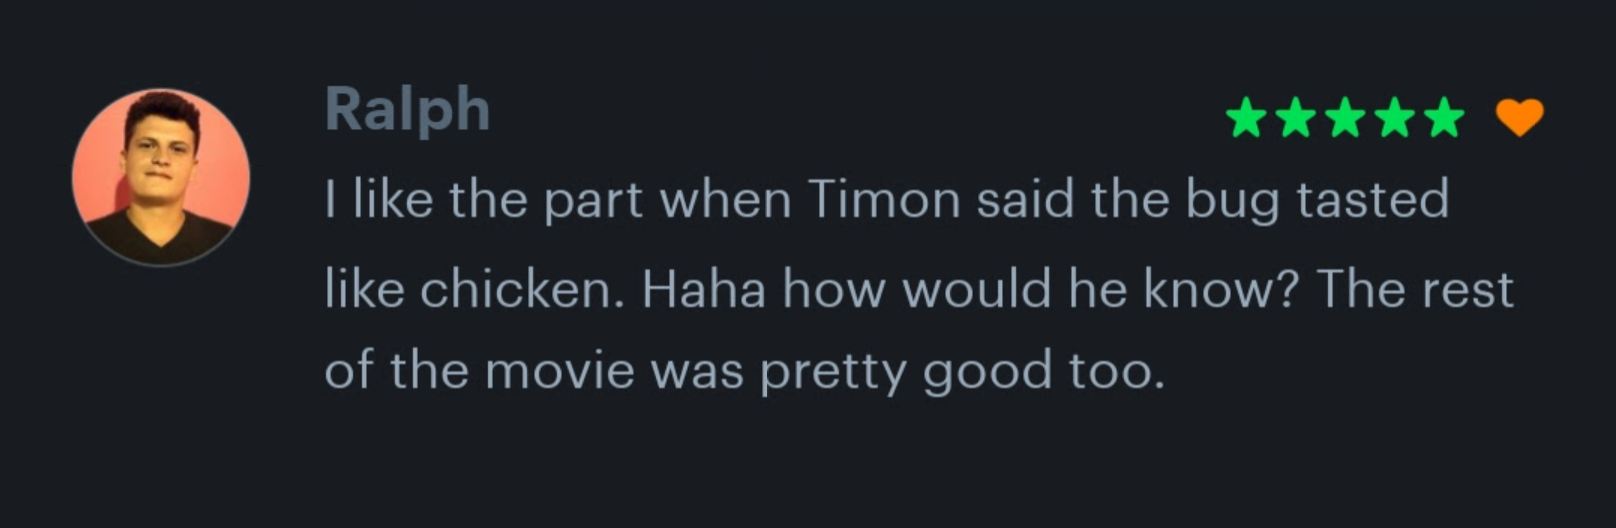 Ralph
I like the part when Timon said the bug tasted
like chicken. Haha how would he know? The rest
of the movie was pretty good too.